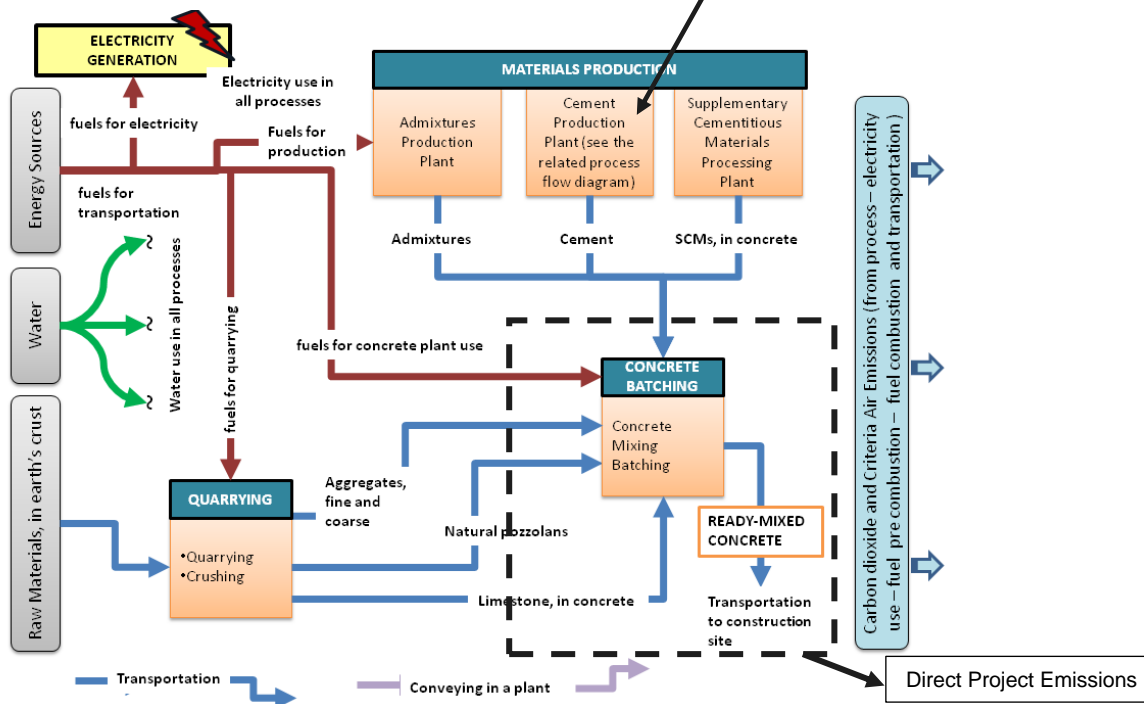 ELECTRICITY
GENERATION
Electricity use in
all processes
MATERIALS PRODUCTION
Admixtures
Production
Plant
Cement
Production
Plant (see the
related process
flow diagram)
Supplementary
Cementitious
Materials
Processing
Plant
Energy Sources
fuels for electricity
Fuels for
production
fuels for
transportation
Admixtures
Cement
SCMs, in concrete
Water
Water use in all processes
fuels for quarrying
fuels for concrete plant use
CONCRETE
BATCHING
Concrete
Mixing
Batching
Raw Materials, in earth's crust
QUARRYING
•Quarrying
•Crushing
Aggregates,
fine and
coarse
Natural pozzolans
Limestone, in concrete
READY-MIXED
CONCRETE
Transportation
to construction
site
Carbon dioxide and Criteria Air Emissions (from process – electricity
use – fuel pre combustion – fuel combustion and transportation )
Transportation
Conveying in a plant
Direct Project Emissions